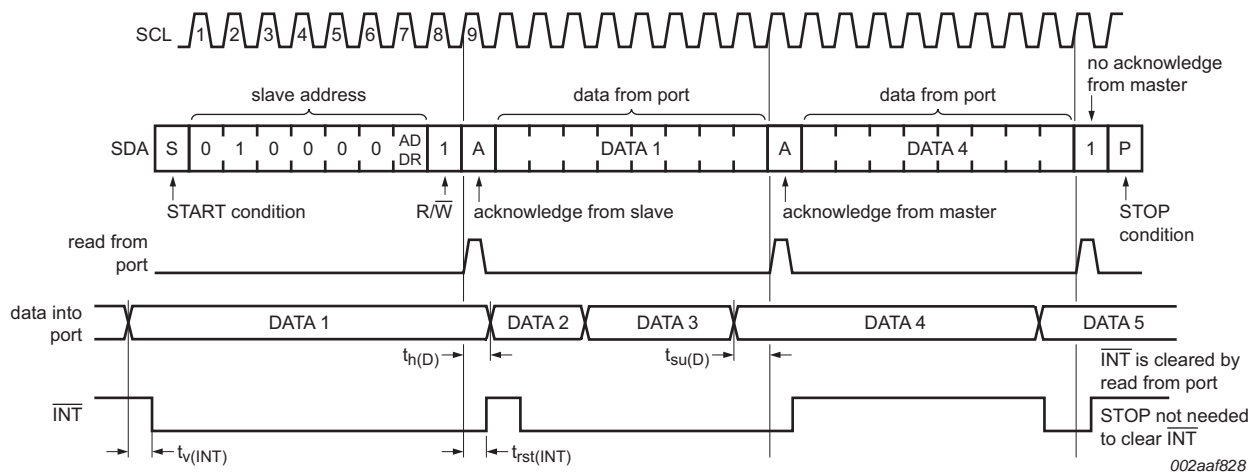 SCL 1 2 3 4 5 6 7 8 9
no acknowledge
from master
slave address
data from port
data from port
SDA S 0 1 0 0 0 0 AD DR 1 A DATA 1 A DATA 4 1 P
START condition
R/W̅
acknowledge from slave
acknowledge from master
STOP
condition
read from
port
data into
port
DATA 1 DATA 2 DATA 3 DATA 4 DATA 5
th(D)
tsu(D)
I̅N̅T̅ is cleared by
read from port
I̅N̅T̅
STOP not needed
to clear I̅N̅T̅
tv(INT)
trst(INT)
002aaf828